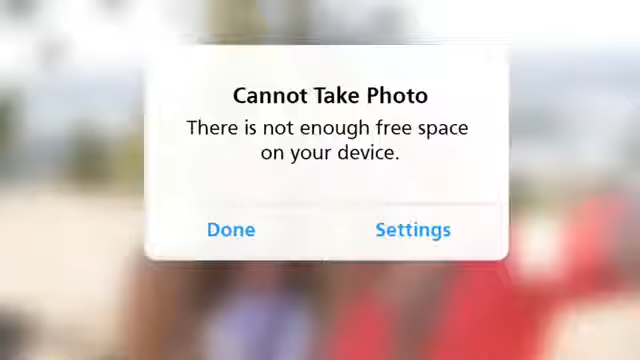 Cannot Take Photo
There is not enough free space
on your device.
Done
Settings